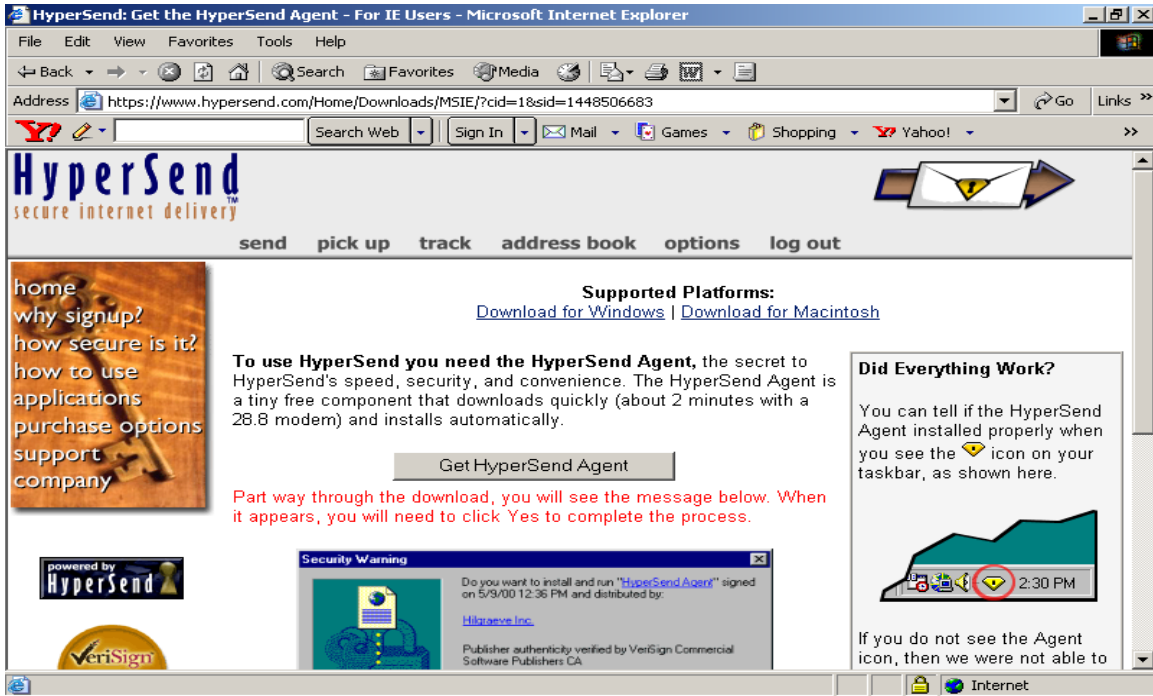 HyperSend: Get the HyperSend Agent - For IE Users - Microsoft Internet Explorer
File Edit View Favorites Tools Help
Back Search Favorites Media
Address https://www.hypersend.com/Home/Downloads/MSIE/?cid=1&sid=1448506683 Go Links »
Y! Search Web Sign In Mail Games Shopping Y! Yahoo! »
HyperSend™
secure internet delivery
send pick up track address book options log out
home
why signup?
how secure is it?
how to use
applications
purchase options
support
company
powered by
HyperSend
VeriSign
Supported Platforms:
Download for Windows | Download for Macintosh
To use HyperSend you need the HyperSend Agent, the secret to
HyperSend's speed, security, and convenience. The HyperSend Agent is
a tiny free component that downloads quickly (about 2 minutes with a
28.8 modem) and installs automatically.
Get HyperSend Agent
Part way through the download, you will see the message below. When
it appears, you will need to click Yes to complete the process.
Security Warning
Do you want to install and run "HyperSend Agent" signed
on 5/9/00 12:36 PM and distributed by:
Hilgraeve Inc.
Publisher authenticity verified by VeriSign Commercial
Software Publishers CA
Did Everything Work?
You can tell if the HyperSend
Agent installed properly when
you see the icon on your
taskbar, as shown here.
2:30 PM
If you do not see the Agent
icon, then we were not able to
Internet